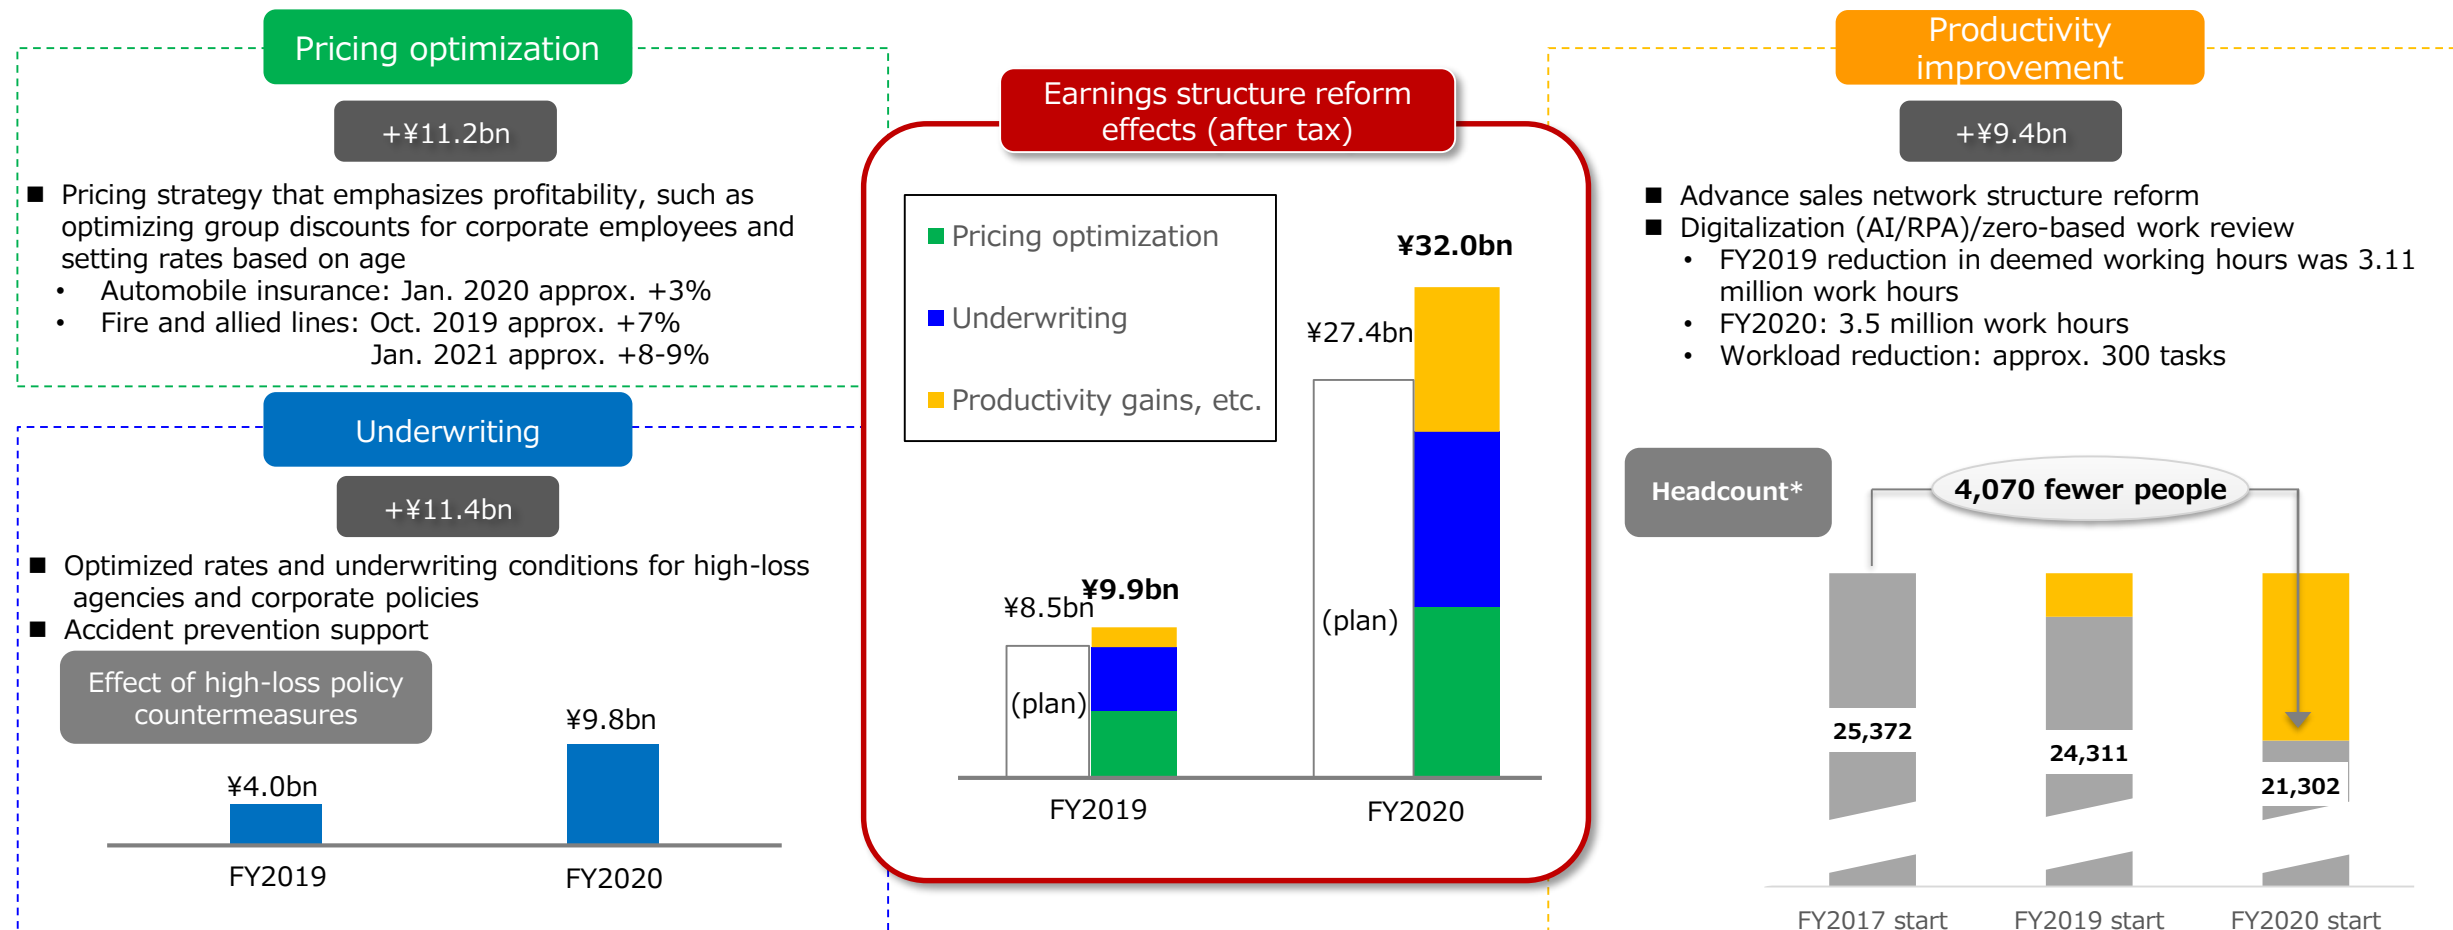 Pricing optimization
+¥11.2bn
■ Pricing strategy that emphasizes profitability, such as
optimizing group discounts for corporate employees and
setting rates based on age
• Automobile insurance: Jan. 2020 approx. +3%
• Fire and allied lines: Oct. 2019 approx. +7%
Jan. 2021 approx. +8-9%
Underwriting
+¥11.4bn
■ Optimized rates and underwriting conditions for high-loss
agencies and corporate policies
■ Accident prevention support
Effect of high-loss policy
countermeasures
¥4.0bn
¥9.8bn
FY2019
FY2020
Earnings structure reform
effects (after tax)
Pricing optimization
Underwriting
Productivity gains, etc.
¥8.5bn
¥9.9bn
(plan)
¥27.4bn
¥32.0bn
(plan)
FY2019
FY2020
Productivity
improvement
+¥9.4bn
■ Advance sales network structure reform
■ Digitalization (AI/RPA)/zero-based work review
• FY2019 reduction in deemed working hours was 3.11
million work hours
• FY2020: 3.5 million work hours
• Workload reduction: approx. 300 tasks
Headcount*
4,070 fewer people
25,372
24,311
21,302
FY2017 start
FY2019 start
FY2020 start